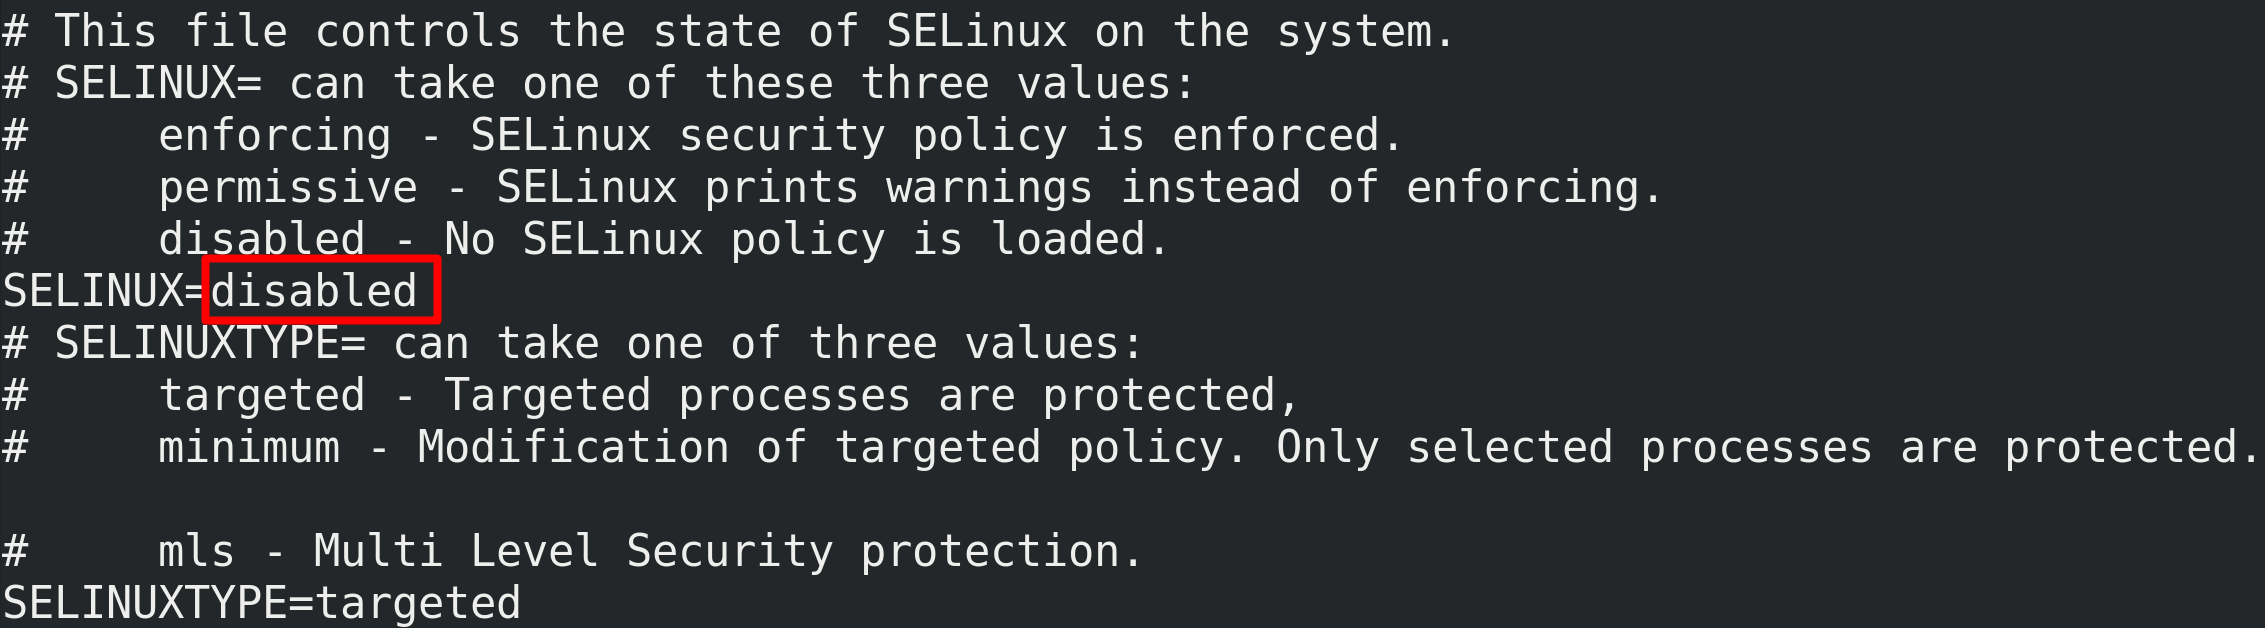 # This file controls the state of SELinux on the system.
# SELINUX= can take one of these three values:
#     enforcing - SELinux security policy is enforced.
#     permissive - SELinux prints warnings instead of enforcing.
#     disabled - No SELinux policy is loaded.
SELINUX=disabled
# SELINUXTYPE= can take one of three values:
#     targeted - Targeted processes are protected,
#     minimum - Modification of targeted policy. Only selected processes are protected.
#     mls - Multi Level Security protection.
SELINUXTYPE=targeted